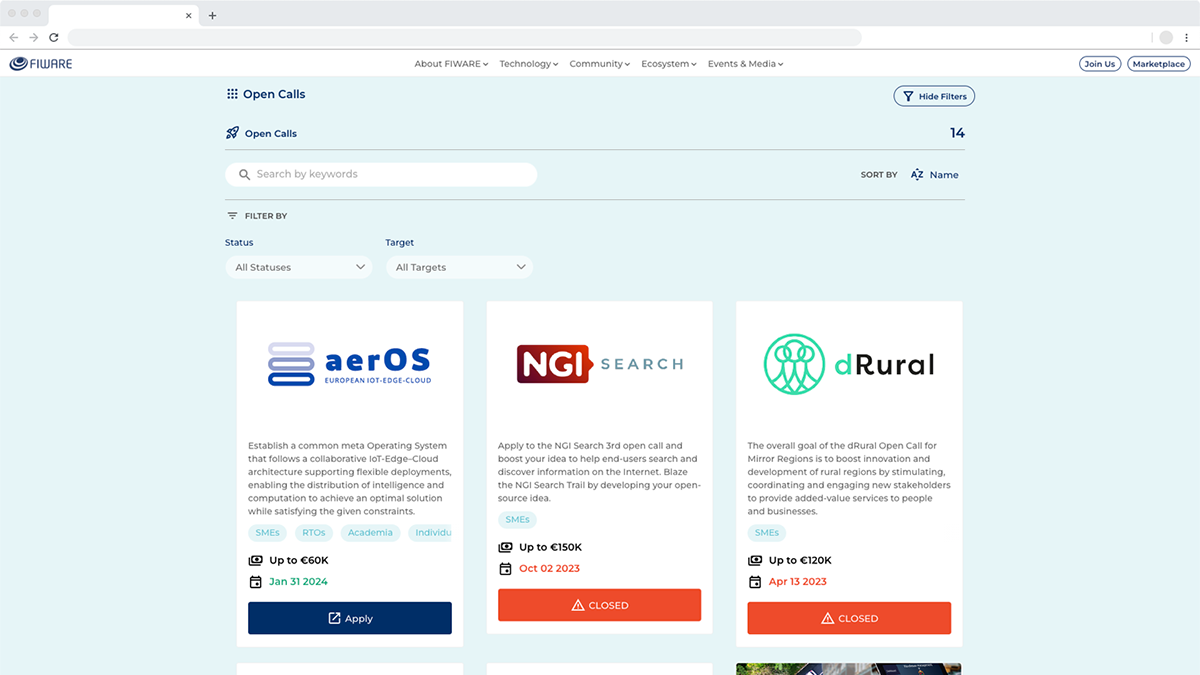 FIWARE
About FIWARE
Technology
Community
Ecosystem
Events & Media
Join Us
Marketplace
Open Calls
Hide Filters
Open Calls
14
Search by keywords
SORT BY
AZ
Name
FILTER BY
Status
Target
All Statuses
All Targets
aerOS
EUROPEAN IOT-EDGE-CLOUD
Establish a common meta Operating System
that follows a collaborative IoT-Edge–Cloud
architecture supporting flexible deployments,
enabling the distribution of intelligence and
computation to achieve an optimal solution
while satisfying the given constraints.
SMEs
RTOs
Academia
Individu
Up to €60K
Jan 31 2024
Apply
NGI SEARCH
Apply to the NGI Search 3rd open call and
boost your idea to help end-users search and
discover information on the Internet. Blaze
the NGI Search Trail by developing your open-
source idea.
SMEs
Up to €150K
Oct 02 2023
CLOSED
dRural
The overall goal of the dRural Open Call for
Mirror Regions is to boost innovation and
development of rural regions by stimulating,
coordinating and engaging new stakeholders
to provide added-value services to people
and businesses.
SMEs
Up to €120K
Apr 13 2023
CLOSED